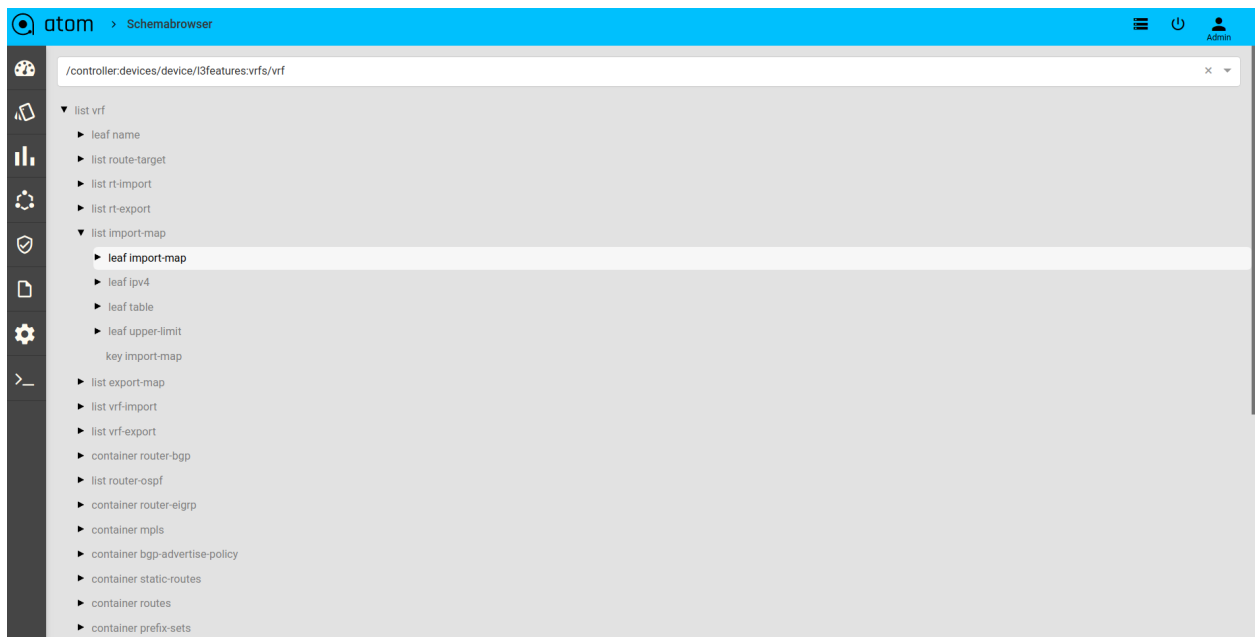 atom > Schemabrowser
Admin
/controller:devices/device/l3features:vrfs/vrf
list vrf
leaf name
list route-target
list rt-import
list rt-export
list import-map
leaf import-map
leaf ipv4
leaf table
leaf upper-limit
key import-map
list export-map
list vrf-import
list vrf-export
container router-bgp
list router-ospf
container router-eigrp
container mpls
container bgp-advertise-policy
container static-routes
container routes
container prefix-sets